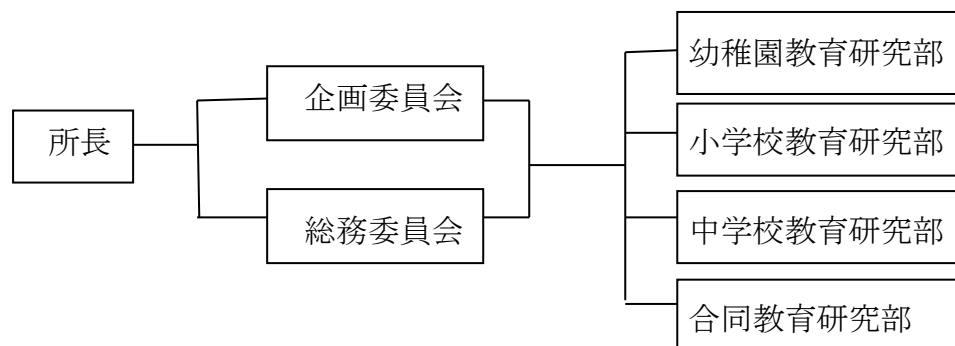 所長
企画委員会
総務委員会
幼稚園教育研究部
小学校教育研究部
中学校教育研究部
合同教育研究部